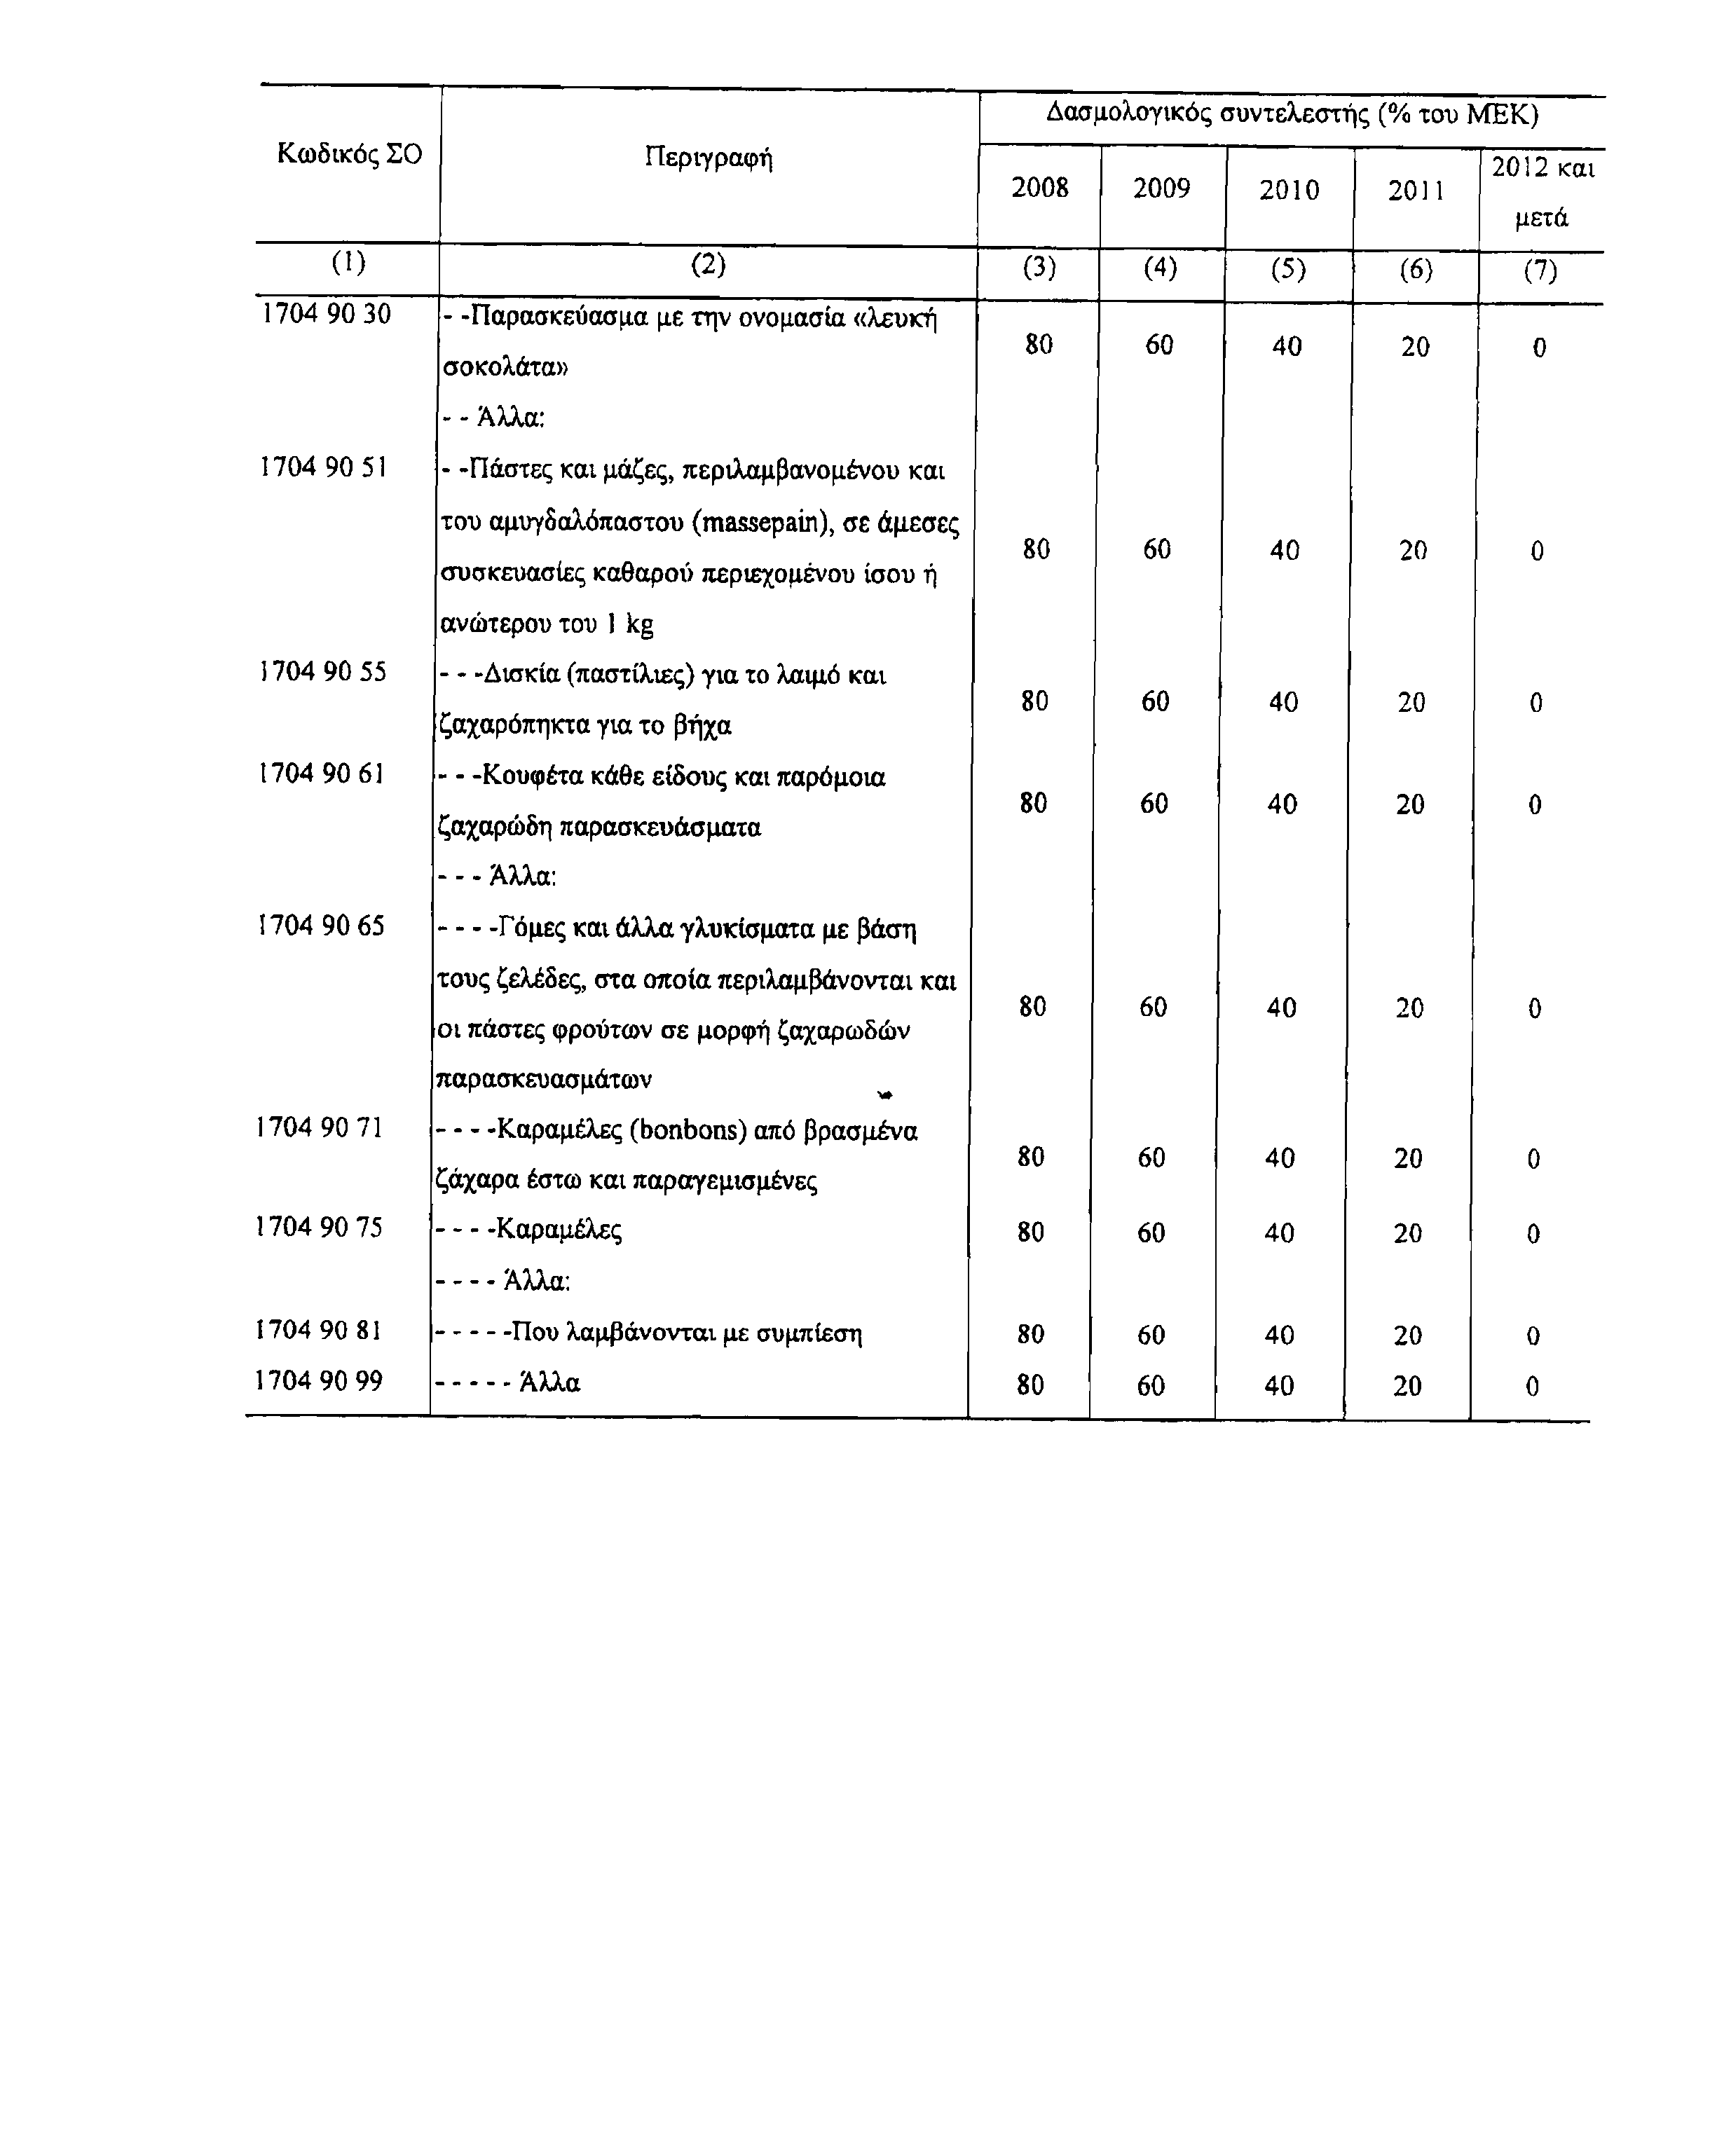 Δασμολογικός συντελεστής (% του ΜΕΚ)
Κωδικός ΣΟ Περιγραφή
2008 2009 2010 2011 2012 και
μετά
(1) (2) (3) (4) (5) (6) (7)
1704 90 30 - -Παρασκεύασμα με την ονομασία «λευκή
σοκολάτα» 80 60 40 20 0
- - Άλλα:
1704 90 51 - -Πάστες και μάζες, περιλαμβανομένου και
του αμυγδαλόπαστου (massepain), σε άμεσες
80 60 40 20 0
συσκευασίες καθαρού περιεχομένου ίσου ή
ανώτερου του 1 kg
1704 90 55 - - -Δισκία (παστίλιες) για το λαιμό και
80 60 40 20 0
ζαχαρόπηκτα για το βήχα
1704 90 61 - - -Κουφέτα κάθε είδους και παρόμοια
80 60 40 20 0
ζαχαρώδη παρασκευάσματα
- - - Άλλα:
1704 90 65 - - - -Γόμες και άλλα γλυκίσματα με βάση
τους ζελέδες, στα οποία περιλαμβάνονται και
80 60 40 20 0
οι πάστες φρούτων σε μορφή ζαχαρωδών
παρασκευασμάτων
1704 90 71 - - - -Καραμέλες (bonbons) από βρασμένα
80 60 40 20 0
ζάχαρα έστω και παραγεμισμένες
1704 90 75 - - - -Καραμέλες 80 60 40 20 0
- - - - Άλλα:
1704 90 81 - - - - -Που λαμβάνονται με συμπίεση 80 60 40 20 0
1704 90 99 - - - - - Άλλα 80 60 40 20 0